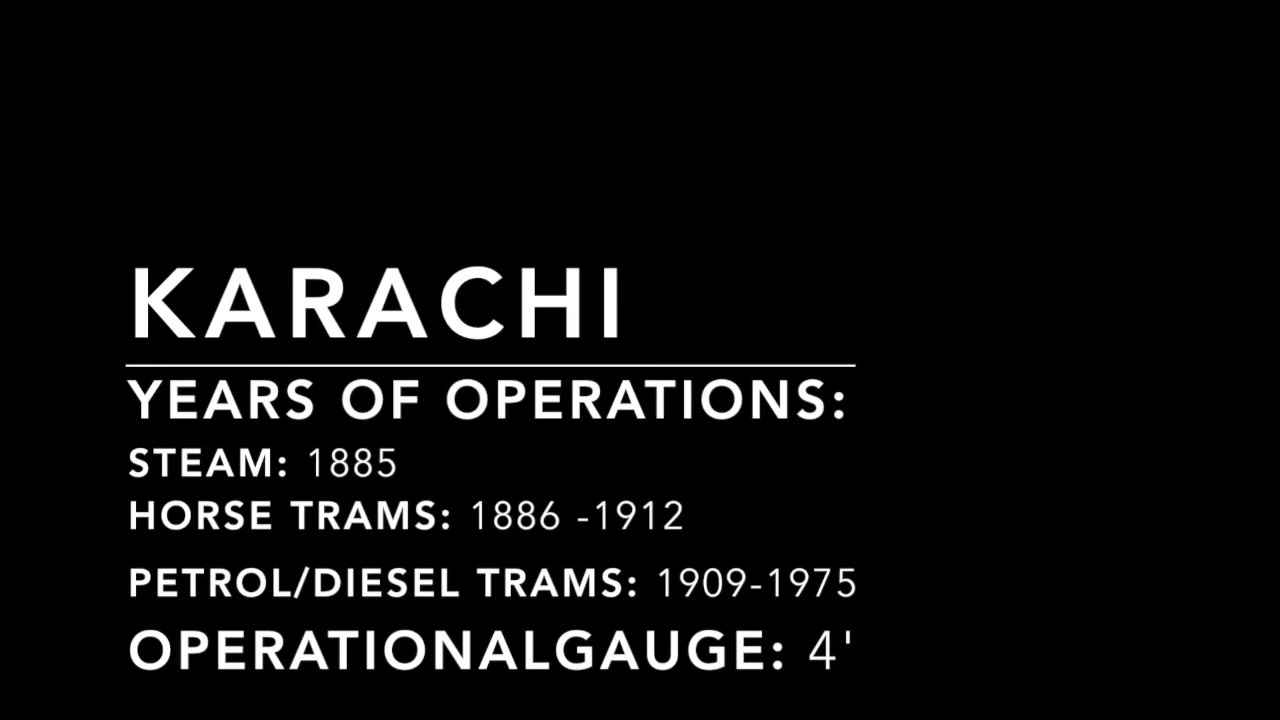 KARACHI
YEARS OF OPERATIONS:
STEAM: 1885
HORSE TRAMS: 1886 -1912
PETROL/DIESEL TRAMS: 1909-1975
OPERATIONALGAUGE: 4'